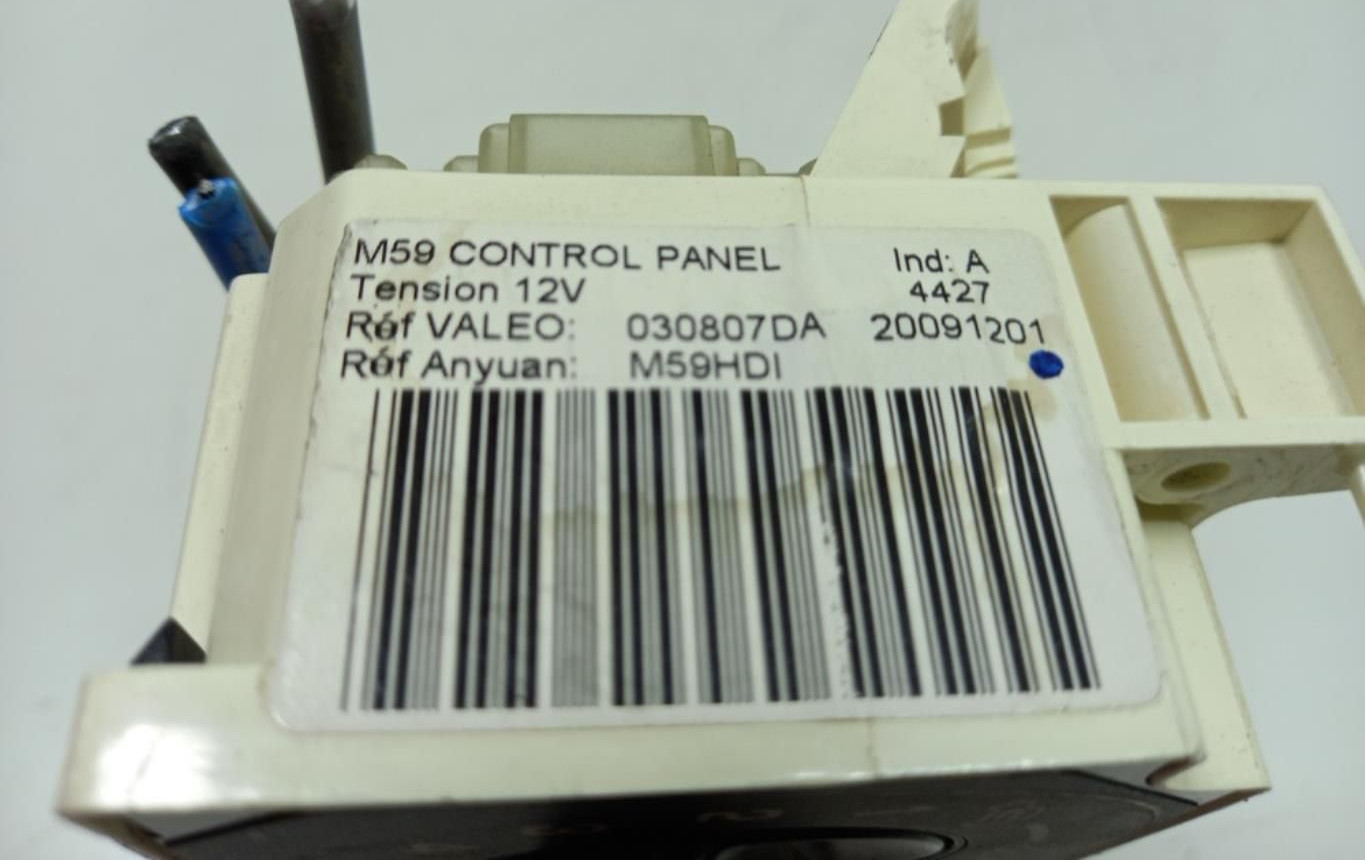 M59 CONTROL PANEL Ind: A
Tension 12V 4427
Réf VALEO: 030807DA 20091201
Réf Anyuan: M59HDI